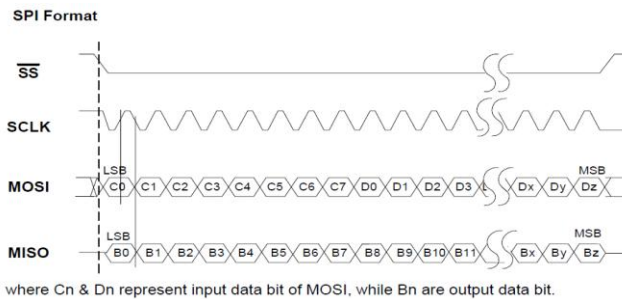 SPI Format
SS
SCLK
LSB MSB
MOSI C0 C1 C2 C3 C4 C5 C6 C7 D0 D1 D2 D3 Dx Dy Dz
LSB MSB
MISO B0 B1 B2 B3 B4 B5 B6 B7 B8 B9 B10 B11 Bx By Bz
where Cn & Dn represent input data bit of MOSI, while Bn are output data bit.